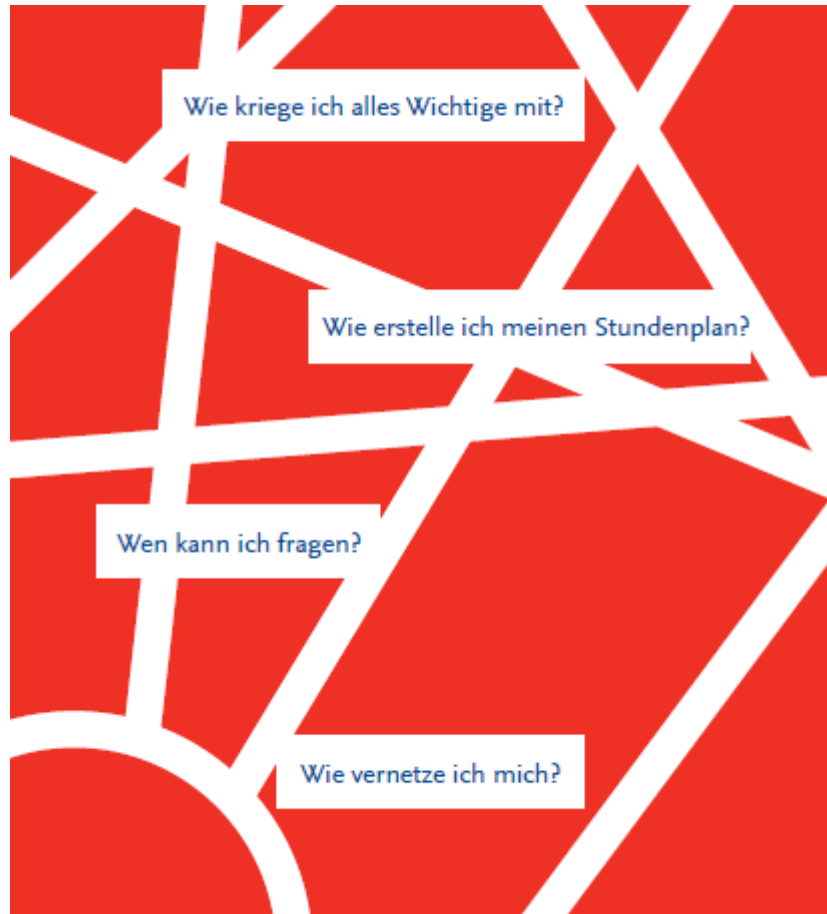 Wie kriege ich alles Wichtige mit?
Wie erstelle ich meinen Stundenplan?
Wen kann ich fragen?
Wie vernetze ich mich?